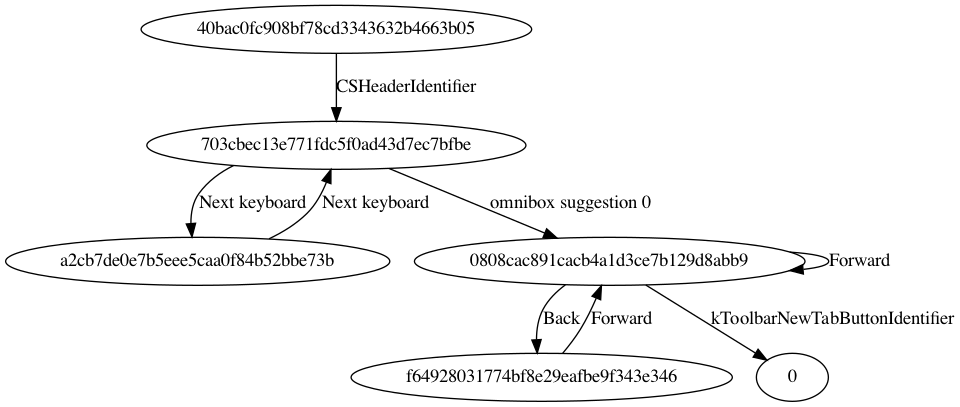 40bac0fc908bf78cd3343632b4663b05
CSHeaderIdentifier
703cbec13e771fdc5f0ad43d7ec7bfbe
Next keyboard
Next keyboard
omnibox suggestion 0
a2cb7de0e7b5eee5caa0f84b52bbe73b
0808cac891cacb4a1d3ce7b129d8abb9
Forward
Back
Forward
kToolbarNewTabButtonIdentifier
f64928031774bf8e29eafbe9f343e346
0